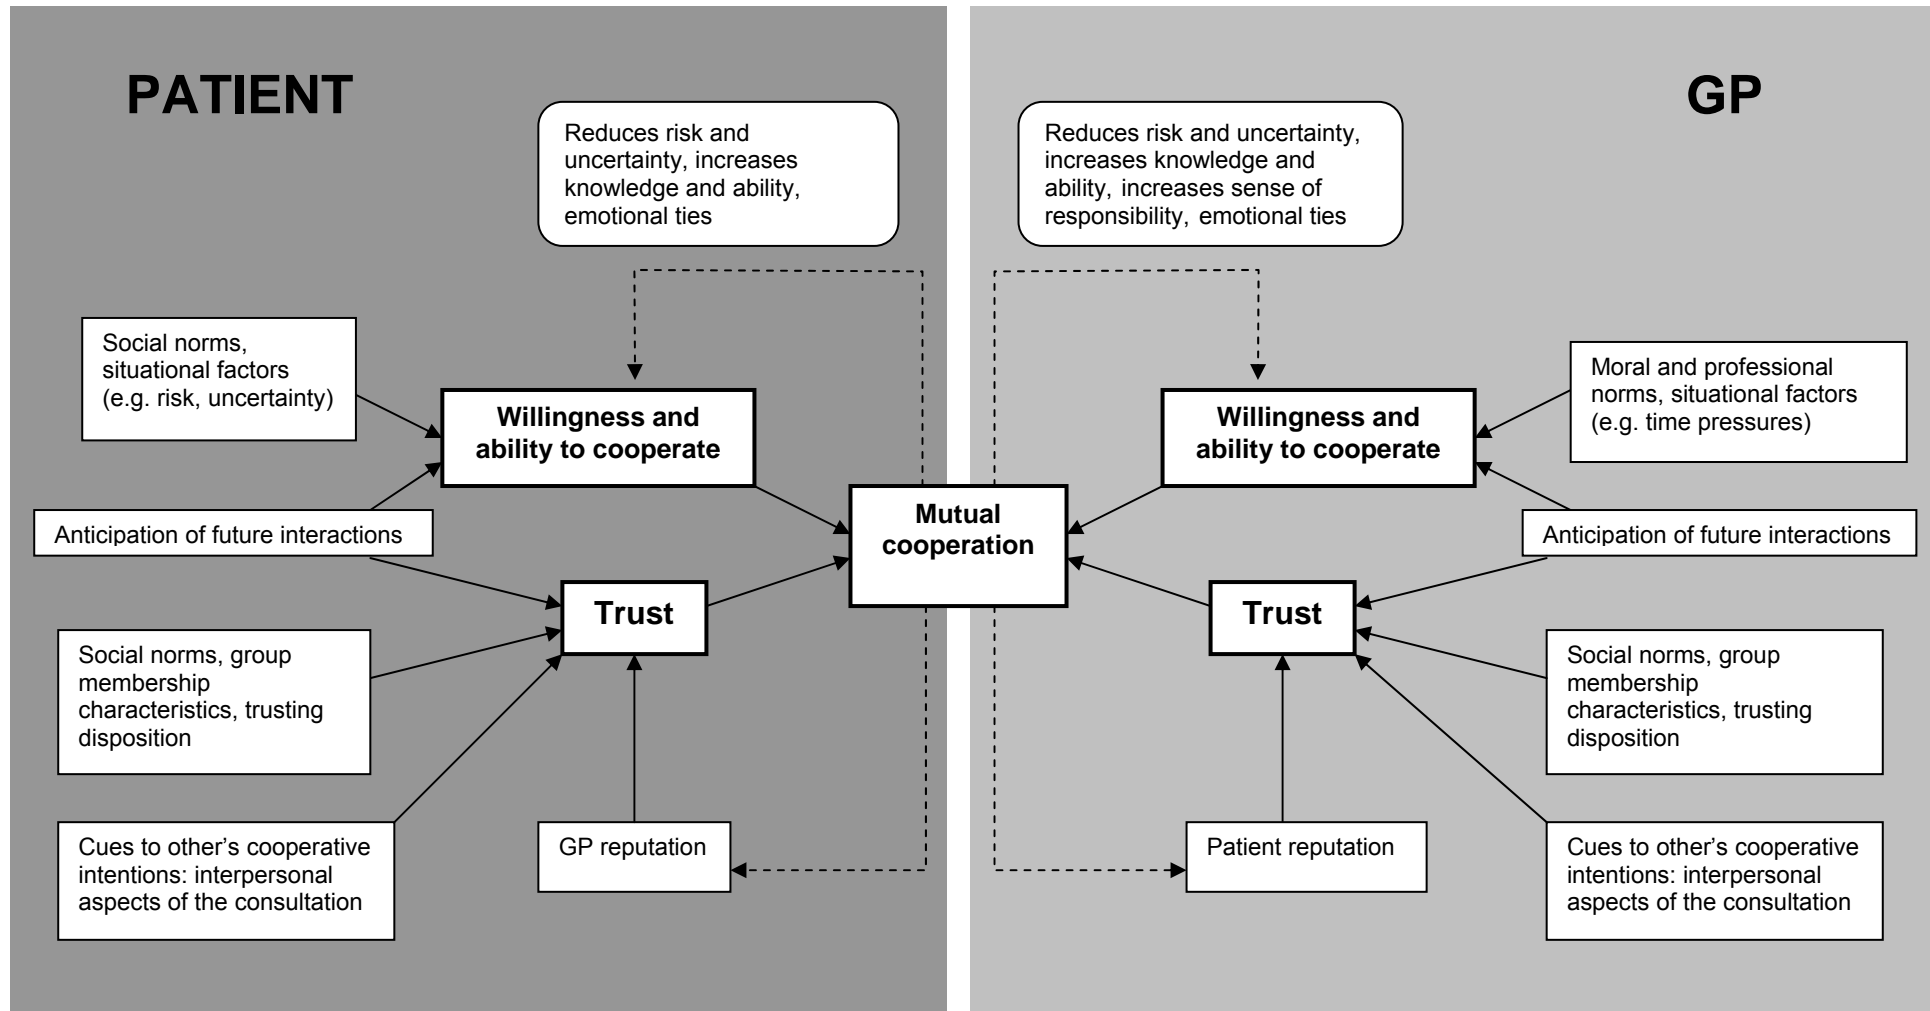 PATIENT
Reduces risk and
uncertainty, increases
knowledge and ability,
emotional ties
Social norms,
situational factors
(e.g. risk, uncertainty)
Willingness and
ability to cooperate
Anticipation of future interactions
Trust
Social norms, group
membership
characteristics, trusting
disposition
Cues to other’s cooperative
intentions: interpersonal
aspects of the consultation
GP reputation
Mutual
cooperation
GP
Reduces risk and uncertainty,
increases knowledge and
ability, increases sense of
responsibility, emotional ties
Willingness and
ability to cooperate
Moral and professional
norms, situational factors
(e.g. time pressures)
Anticipation of future interactions
Trust
Social norms, group
membership
characteristics, trusting
disposition
Patient reputation
Cues to other’s cooperative
intentions: interpersonal
aspects of the consultation